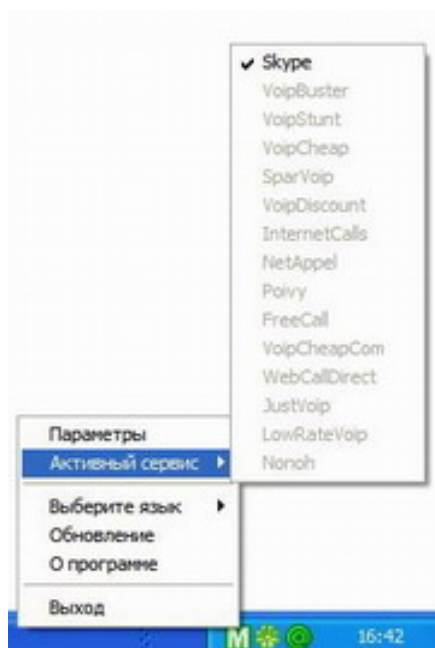 Skype
VoipBuster
VoipStunt
VoipCheap
SparVoip
VoipDiscount
InternetCalls
NetAppel
Poivy
FreeCall
VoipCheapCom
WebCallDirect
JustVoip
LowRateVoip
Nonoh
Параметры
Активный сервис
Выберите язык
Обновление
О программе
Выход
M @ 16:42